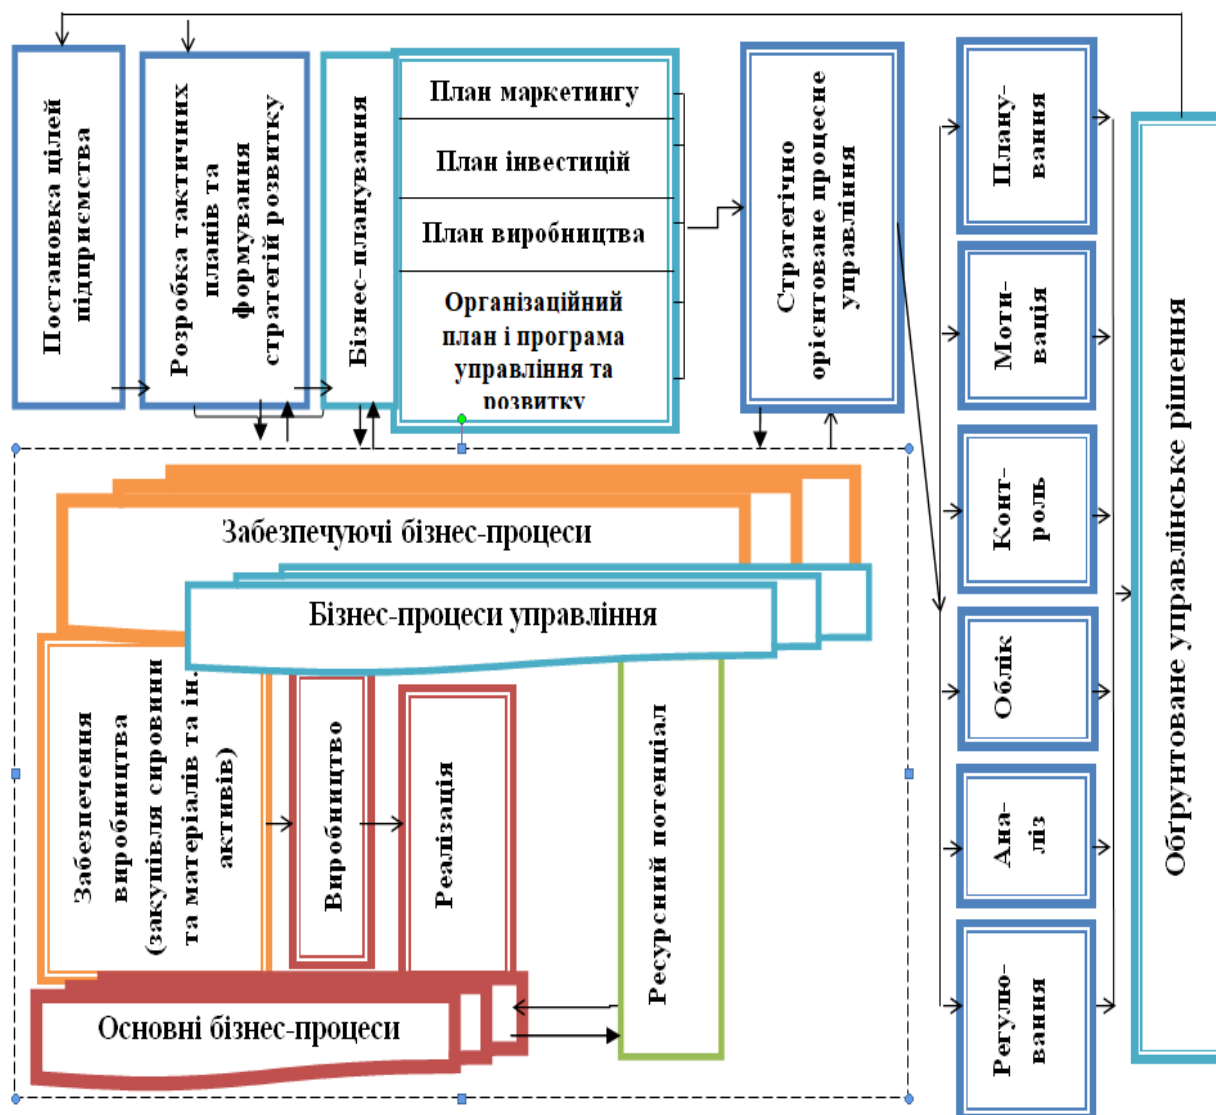 Постановка цілей
підприємства
Розробка тактичних
планів та
формування
стратегій розвитку
Бізнес-планування
План маркетингу
План інвестицій
План виробництва
Організаційний
план і програма
управління та
розвитку
Стратегічно
орієнтоване процесне
управління
Плану-
вання
Моти-
вація
Конт-
роль
Облік
Ана-
ліз
Регулю-
вання
Обґрунтоване управлінське рішення
Забезпечуючі бізнес-процеси
Бізнес-процеси управління
Забезпечення
виробництва
(закупівля сировини
та матеріалів та ін.
активів)
Виробництво
Реалізація
Ресурсний потенціал
Основні бізнес-процеси